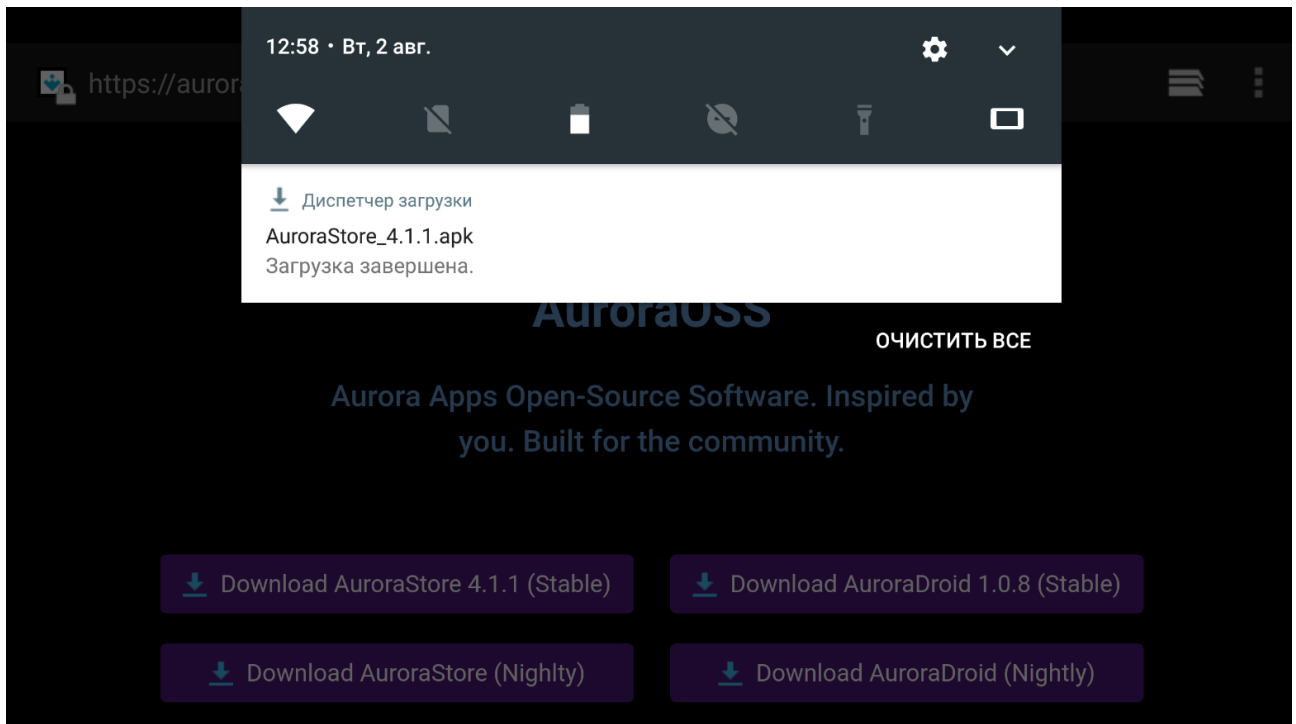 12:58 • Вт, 2 авг.
https://auror
Диспетчер загрузки
AuroraStore_4.1.1.apk
Загрузка завершена.
AuroraOSS
ОЧИСТИТЬ ВСЕ
Aurora Apps Open-Source Software. Inspired by
you. Built for the community.
Download AuroraStore 4.1.1 (Stable)
Download AuroraDroid 1.0.8 (Stable)
Download AuroraStore (Nighlty)
Download AuroraDroid (Nightly)